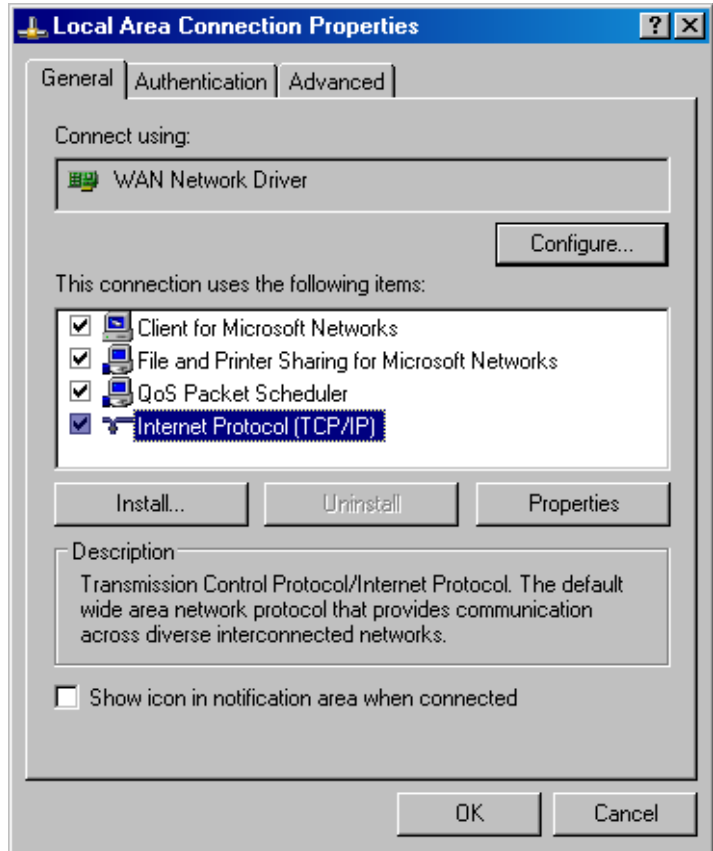 Local Area Connection Properties
General Authentication Advanced
Connect using:
WAN Network Driver
Configure...
This connection uses the following items:
Client for Microsoft Networks
File and Printer Sharing for Microsoft Networks
QoS Packet Scheduler
Internet Protocol (TCP/IP)
Install... Uninstall Properties
Description
Transmission Control Protocol/Internet Protocol. The default
wide area network protocol that provides communication
across diverse interconnected networks.
Show icon in notification area when connected
OK Cancel